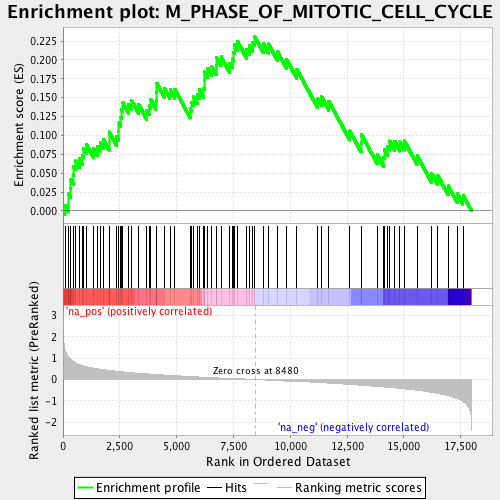 Enrichment plot: M_PHASE_OF_MITOTIC_CELL_CYCLE
Enrichment score (ES)
0.225
0.200
0.175
0.150
0.125
0.100
0.075
0.050
0.025
0.000
'na_pos' (positively correlated)
Ranked list metric (PreRanked)
3
2
1
0
-1
-2
Zero cross at 8480
'na_neg' (negatively correlated)
0 2,500 5,000 7,500 10,000 12,500 15,000 17,500
Rank in Ordered Dataset
Enrichment profile Hits Ranking metric scores